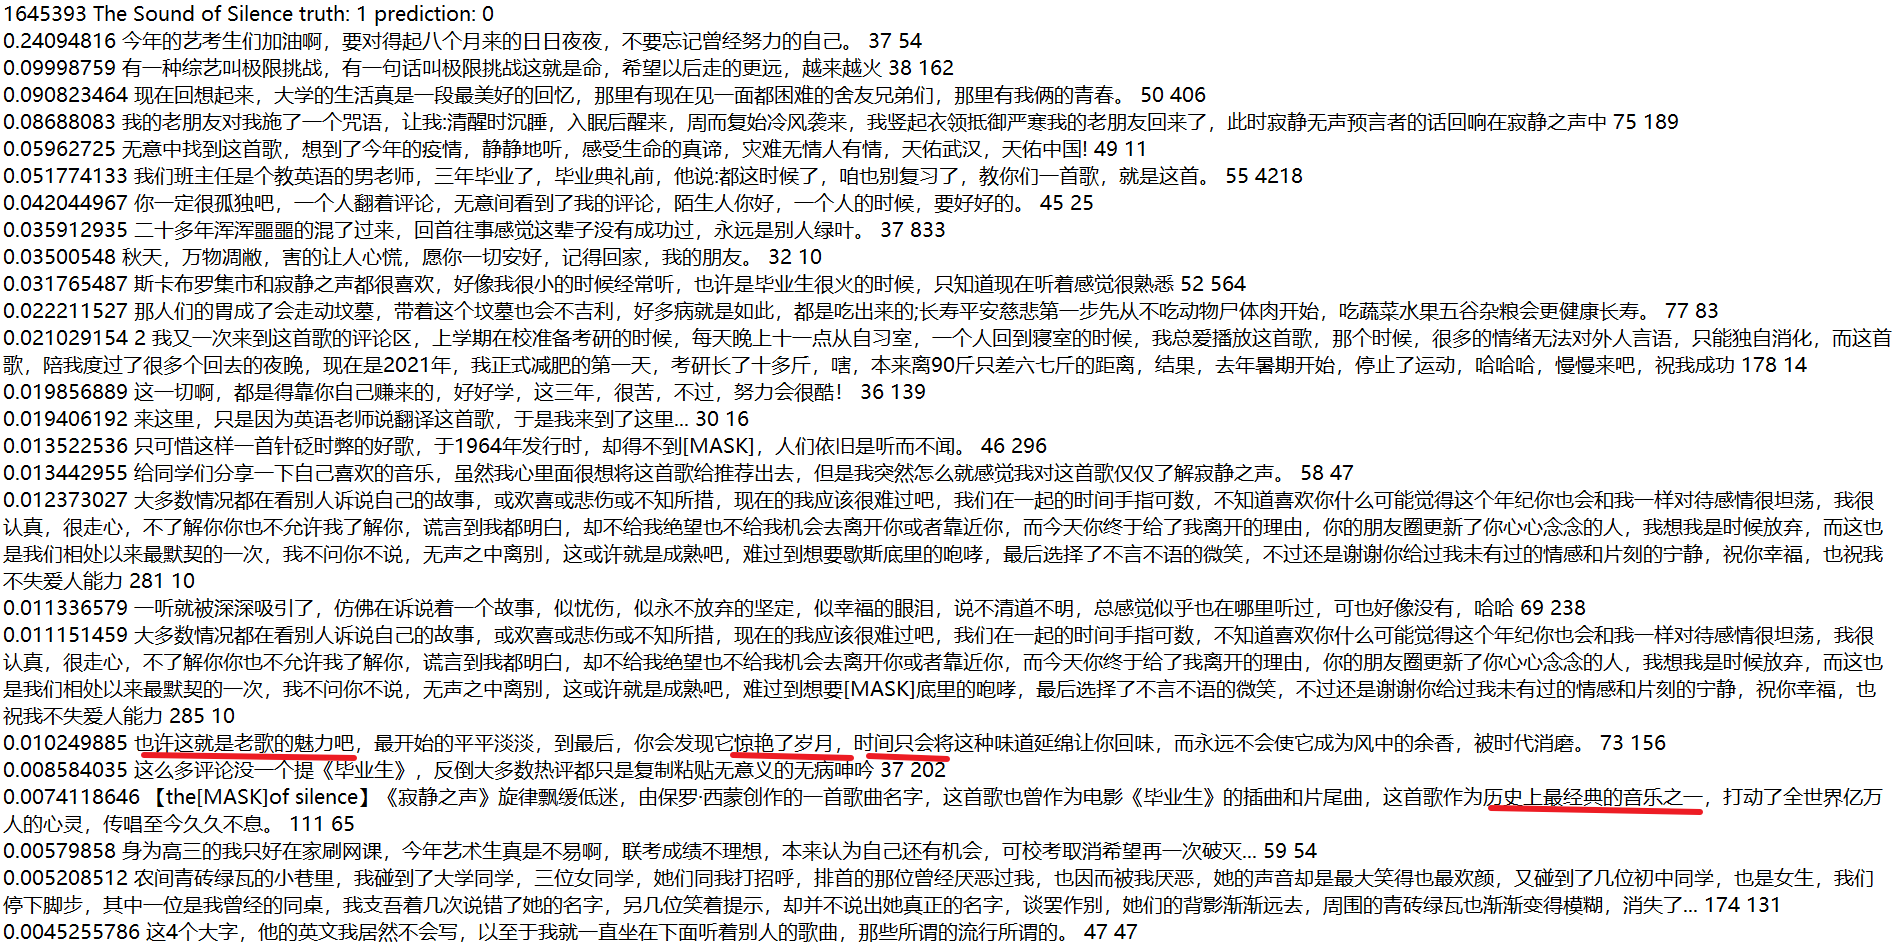 1645393 The Sound of Silence truth: 1 prediction: 0
0.24094816 今年的艺考生们加油啊，要对得起八个月来的日日夜夜，不要忘记曾经努力的自己。 37 54
0.09998759 有一种综艺叫极限挑战，有一句话叫极限挑战这就是命，希望以后走的更远，越来越火 38 162
0.090823464 现在回想起来，大学的生活真是一段最美好的回忆，那里有现在见一面都困难的舍友兄弟们，那里有我俩的青春。 50 406
0.08688083 我的老朋友对我施了一个咒语，让我:清醒时沉睡，入眠后醒来，周而复始冷风袭来，我竖起衣领抵御严寒我的老朋友回来了，此时寂静无声预言者的话回响在寂静之声中 75 189
0.05962725 无意中找到这首歌，想到了今年的疫情，静静地听，感受生命的真谛，灾难无情人有情，天佑武汉，天佑中国! 49 11
0.051774133 我们班主任是个教英语的男老师，三年毕业了，毕业典礼前，他说:都这时候了，咱也别复习了，教你们一首歌，就是这首。 55 4218
0.042044967 你一定很孤独吧，一个人翻着评论，无意间看到了我的评论，陌生人你好，一个人的时候，要好好的。 45 25
0.035912935 二十多年浑浑噩噩的混了过来，回首往事感觉这辈子没有成功过，永远是别人绿叶。 37 833
0.03500548 秋天，万物凋敝，害的让人心慌，愿你一切安好，记得回家，我的朋友。 32 10
0.031765487 斯卡布罗集市和寂静之声都很喜欢，好像我很小的时候经常听，也许是毕业生很火的时候，只知道现在听着感觉很熟悉 52 564
0.022211527 那人们的胃成了会走动坟墓，带着这个坟墓也会不吉利，好多病就是如此，都是吃出来的;长寿平安慈悲第一步先从不吃动物尸体肉开始，吃蔬菜水果五谷杂粮会更健康长寿。 77 83
0.021029154 2 我又一次来到这首歌的评论区，上学期在校准备考研的时候，每天晚上十一点从自习室，一个人回到寝室的时候，我总爱播放这首歌，那个时候，很多的情绪无法对外人言语，只能独自消化，而这首
歌，陪我度过了很多个回去的夜晚，现在是2021年，我正式减肥的第一天，考研长了十多斤，嗐，本来离90斤只差六七斤的距离，结果，去年暑期开始，停止了运动，哈哈哈，慢慢来吧，祝我成功 178 14
0.019856889 这一切啊，都是得靠你自己赚来的，好好学，这三年，很苦，不过，努力会很酷！ 36 139
0.019406192 来这里，只是因为英语老师说翻译这首歌，于是我来到了这里... 30 16
0.013522536 只可惜这样一首针砭时弊的好歌，于1964年发行时，却得不到[MASK]，人们依旧是听而不闻。 46 296
0.013442955 给同学们分享一下自己喜欢的音乐，虽然我心里面很想将这首歌给推荐出去，但是我突然怎么就感觉我对这首歌仅仅了解寂静之声。 58 47
0.012373027 大多数情况都在看别人诉说自己的故事，或欢喜或悲伤或不知所措，现在的我应该很难过吧，我们在一起的时间手指可数，不知道喜欢你什么可能觉得这个年纪你也会和我一样对待感情很坦荡，我很
认真，很走心，不了解你你也不允许我了解你，谎言到我都明白，却不给我绝望也不给我机会去离开你或者靠近你，而今天你终于给了我离开的理由，你的朋友圈更新了你心心念念的人，我想我是时候放弃，而这也
是我们相处以来最默契的一次，我不问你不说，无声之中离别，这或许就是成熟吧，难过到想要歇斯底里的咆哮，最后选择了不言不语的微笑，不过还是谢谢你给过我未有过的情感和片刻的宁静，祝你幸福，也祝我
不失爱人能力 281 10
0.011336579 一听就被深深吸引了，仿佛在诉说着一个故事，似忧伤，似永不放弃的坚定，似幸福的眼泪，说不清道不明，总感觉似乎也在哪里听过，可也好像没有，哈哈 69 238
0.011151459 大多数情况都在看别人诉说自己的故事，或欢喜或悲伤或不知所措，现在的我应该很难过吧，我们在一起的时间手指可数，不知道喜欢你什么可能觉得这个年纪你也会和我一样对待感情很坦荡，我很
认真，很走心，不了解你你也不允许我了解你，谎言到我都明白，却不给我绝望也不给我机会去离开你或者靠近你，而今天你终于给了我离开的理由，你的朋友圈更新了你心心念念的人，我想我是时候放弃，而这也
是我们相处以来最默契的一次，我不问你不说，无声之中离别，这或许就是成熟吧，难过到想要[MASK]底里的咆哮，最后选择了不言不语的微笑，不过还是谢谢你给过我未有过的情感和片刻的宁静，祝你幸福，也
祝我不失爱人能力 285 10
0.010249885 也许这就是老歌的魅力吧，最开始的平平淡淡，到最后，你会发现它惊艳了岁月，时间只会将这种味道延绵让你回味，而永远不会使它成为风中的余香，被时代消磨。 73 156
0.008584035 这么多评论没一个提《毕业生》，反倒大多数热评都只是复制粘贴无意义的无病呻吟 37 202
0.0074118646 【the[MASK]of silence】《寂静之声》旋律飘缓低迷，由保罗·西蒙创作的一首歌曲名字，这首歌也曾作为电影《毕业生》的插曲和片尾曲，这首歌作为历史上最经典的音乐之一，打动了全世界亿万
人的心灵，传唱至今久久不息。 111 65
0.00579858 身为高三的我只好在家刷网课，今年艺术生真是不易啊，联考成绩不理想，本来认为自己还有机会，可校考取消希望再一次破灭... 59 54
0.005208512 农间青砖绿瓦的小巷里，我碰到了大学同学，三位女同学，她们同我打招呼，排首的那位曾经厌恶过我，也因而被我厌恶，她的声音却是最大笑得也最欢颜，又碰到了几位初中同学，也是女生，我们
停下脚步，其中一位是我曾经的同桌，我支吾着几次说错了她的名字，另几位笑着提示，却并不说出她真正的名字，谈罢作别，她们的背影渐渐远去，周围的青砖绿瓦也渐渐变得模糊，消失了... 174 131
0.0045255786 这4个大字，他的英文我居然不会写，以至于我就一直坐在下面听着别人的歌曲，那些所谓的流行所谓的。 47 47